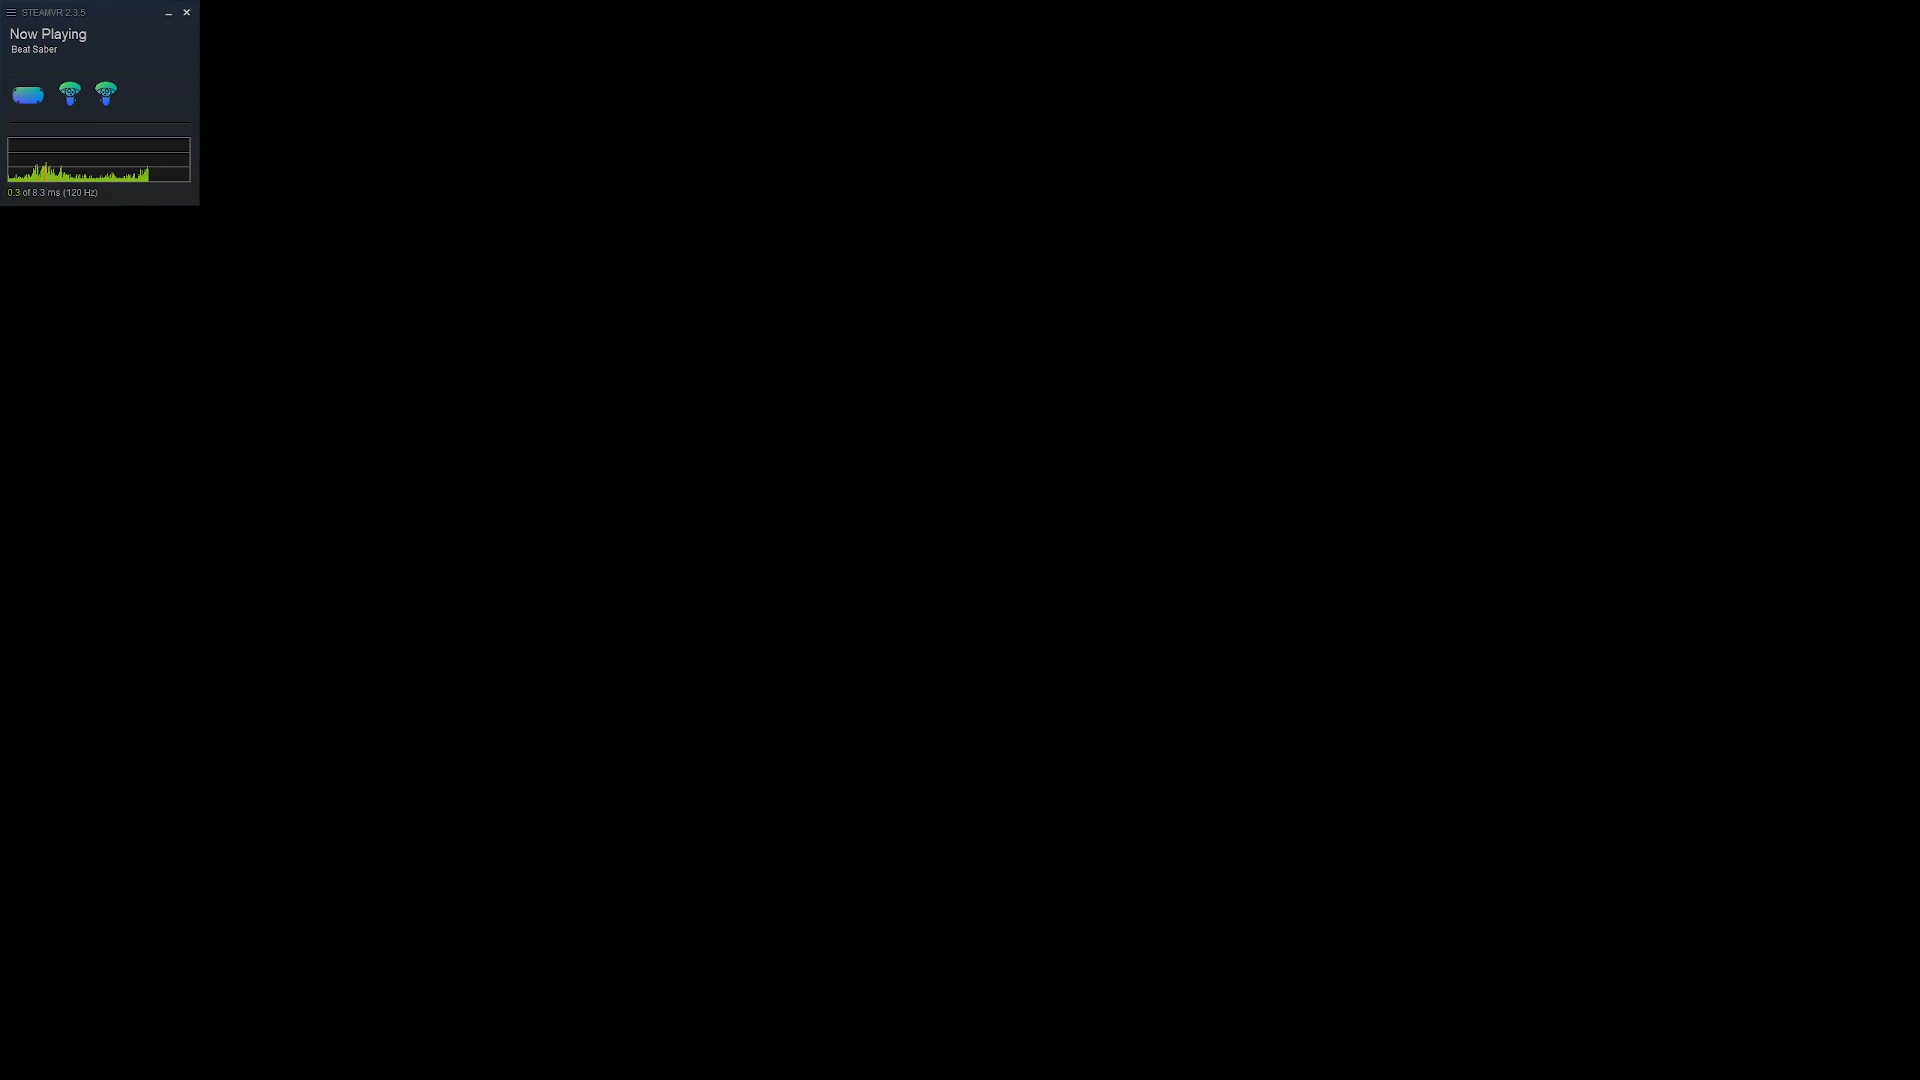 STEAMVR 2.3.5
Now Playing
Beat Saber
0.3 of 8.3 ms (120 Hz)